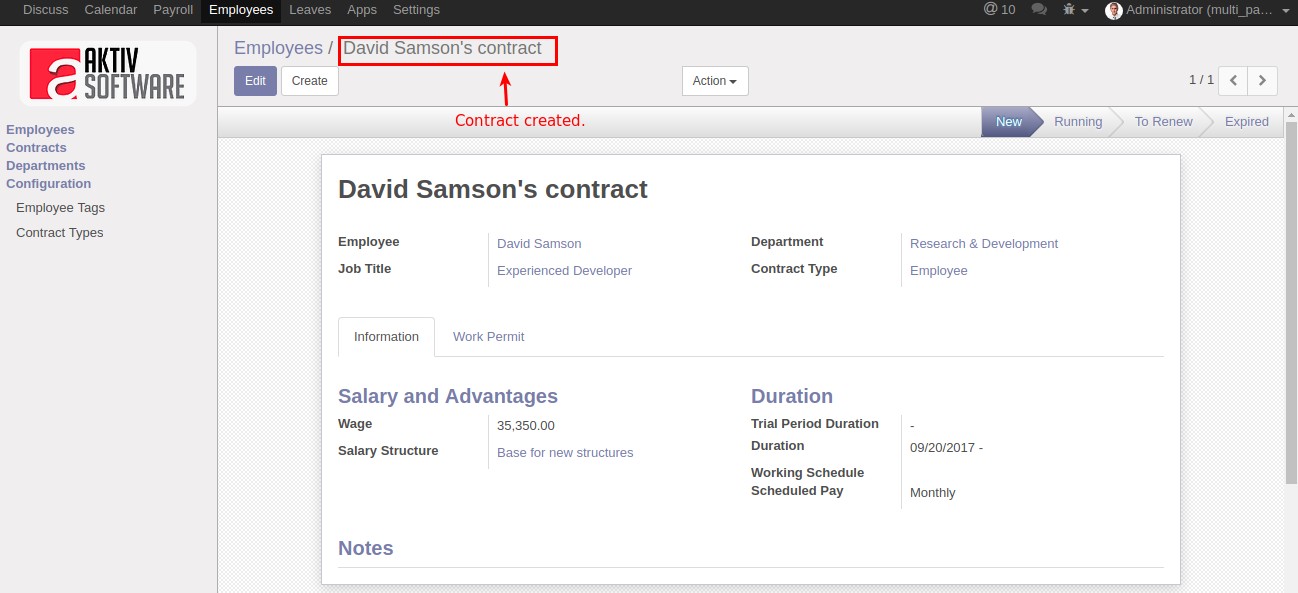 Discuss Calendar Payroll Employees Leaves Apps Settings @ 10 Administrator (multi_pa...
AKTIV
SOFTWARE
Employees
Contracts
Departments
Configuration
Employee Tags
Contract Types
Employees / David Samson's contract
Edit Create Action 1 / 1
Contract created.
New Running To Renew Expired
David Samson's contract
Employee David Samson Department Research & Development
Job Title Experienced Developer Contract Type Employee
Information Work Permit
Salary and Advantages Duration
Wage 35,350.00 Trial Period Duration -
Duration 09/20/2017 -
Salary Structure Base for new structures
Working Schedule
Scheduled Pay Monthly
Notes